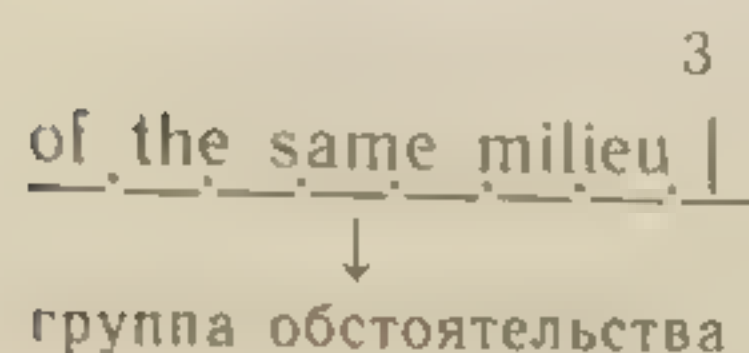 3
of the same milieu |
↓
группа обстоятельства